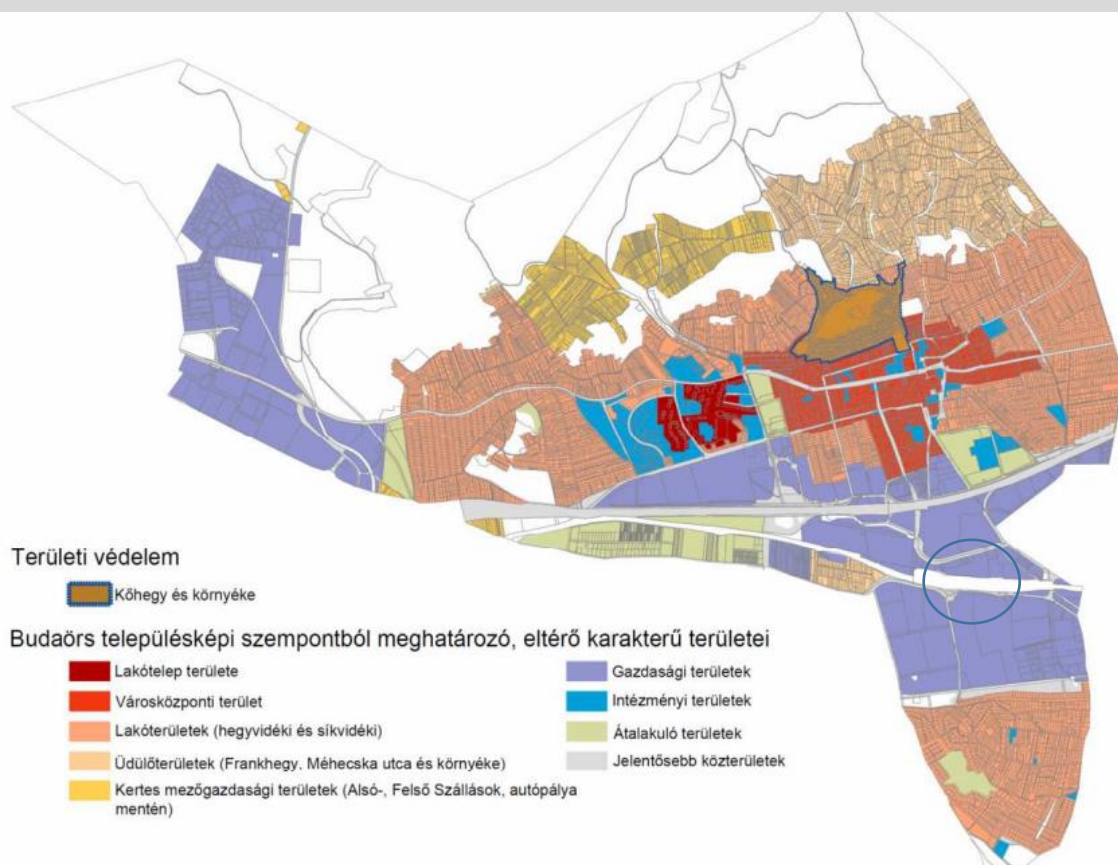 Területi védelem
Kőhegy és környéke
Budaörs településképi szempontból meghatározó, eltérő karakterű területei
Lakótelep területe
Városközponti terület
Lakóterületek (hegyvidéki és síkvidéki)
Üdülőterületek (Frankhegy, Méhecska utca és környéke)
Kertes mezőgazdasági területek (Alsó-, Felső Szállások, autópálya
mentén)
Gazdasági területek
Intézményi területek
Átalakuló területek
Jelentősebb közterületek